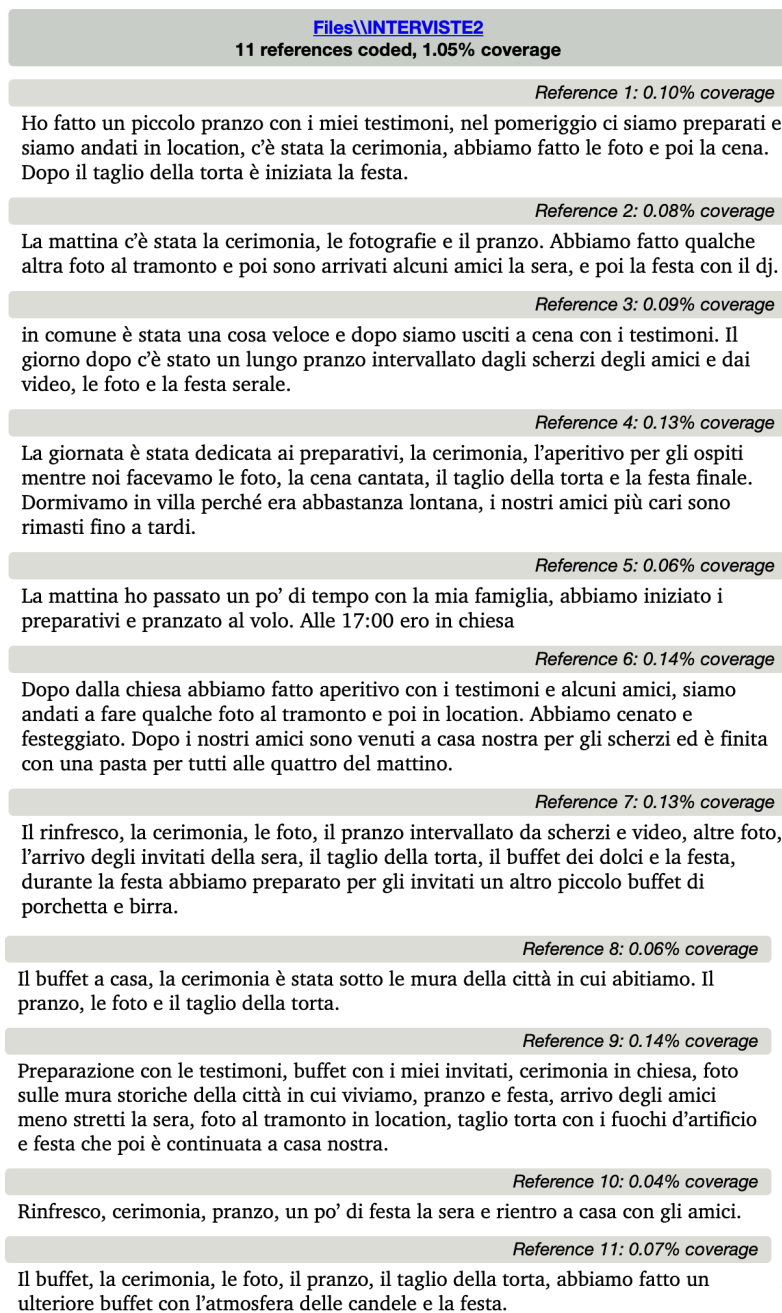 Files\\INTERVISTE2
11 references coded, 1.05% coverage
Reference 1: 0.10% coverage
Ho fatto un piccolo pranzo con i miei testimoni, nel pomeriggio ci siamo preparati e
siamo andati in location, c’è stata la cerimonia, abbiamo fatto le foto e poi la cena.
Dopo il taglio della torta è iniziata la festa.
Reference 2: 0.08% coverage
La mattina c’è stata la cerimonia, le fotografie e il pranzo. Abbiamo fatto qualche
altra foto al tramonto e poi sono arrivati alcuni amici la sera, e poi la festa con il dj.
Reference 3: 0.09% coverage
in comune è stata una cosa veloce e dopo siamo usciti a cena con i testimoni. Il
giorno dopo c’è stato un lungo pranzo intervallato dagli scherzi degli amici e dai
video, le foto e la festa serale.
Reference 4: 0.13% coverage
La giornata è stata dedicata ai preparativi, la cerimonia, l’aperitivo per gli ospiti
mentre noi facevamo le foto, la cena cantata, il taglio della torta e la festa finale.
Dormivamo in villa perché era abbastanza lontana, i nostri amici più cari sono
rimasti fino a tardi.
Reference 5: 0.06% coverage
La mattina ho passato un po’ di tempo con la mia famiglia, abbiamo iniziato i
preparativi e pranzato al volo. Alle 17:00 ero in chiesa
Reference 6: 0.14% coverage
Dopo dalla chiesa abbiamo fatto aperitivo con i testimoni e alcuni amici, siamo
andati a fare qualche foto al tramonto e poi in location. Abbiamo cenato e
festeggiato. Dopo i nostri amici sono venuti a casa nostra per gli scherzi ed è finita
con una pasta per tutti alle quattro del mattino.
Reference 7: 0.13% coverage
Il rinfresco, la cerimonia, le foto, il pranzo intervallato da scherzi e video, altre foto,
l’arrivo degli invitati della sera, il taglio della torta, il buffet dei dolci e la festa,
durante la festa abbiamo preparato per gli invitati un altro piccolo buffet di
porchetta e birra.
Reference 8: 0.06% coverage
Il buffet a casa, la cerimonia è stata sotto le mura della città in cui abitiamo. Il
pranzo, le foto e il taglio della torta.
Reference 9: 0.14% coverage
Preparazione con le testimoni, buffet con i miei invitati, cerimonia in chiesa, foto
sulle mura storiche della città in cui viviamo, pranzo e festa, arrivo degli amici
meno stretti la sera, foto al tramonto in location, taglio torta con i fuochi d’artificio
e festa che poi è continuata a casa nostra.
Reference 10: 0.04% coverage
Rinfresco, cerimonia, pranzo, un po’ di festa la sera e rientro a casa con gli amici.
Reference 11: 0.07% coverage
Il buffet, la cerimonia, le foto, il pranzo, il taglio della torta, abbiamo fatto un
ulteriore buffet con l’atmosfera delle candele e la festa.